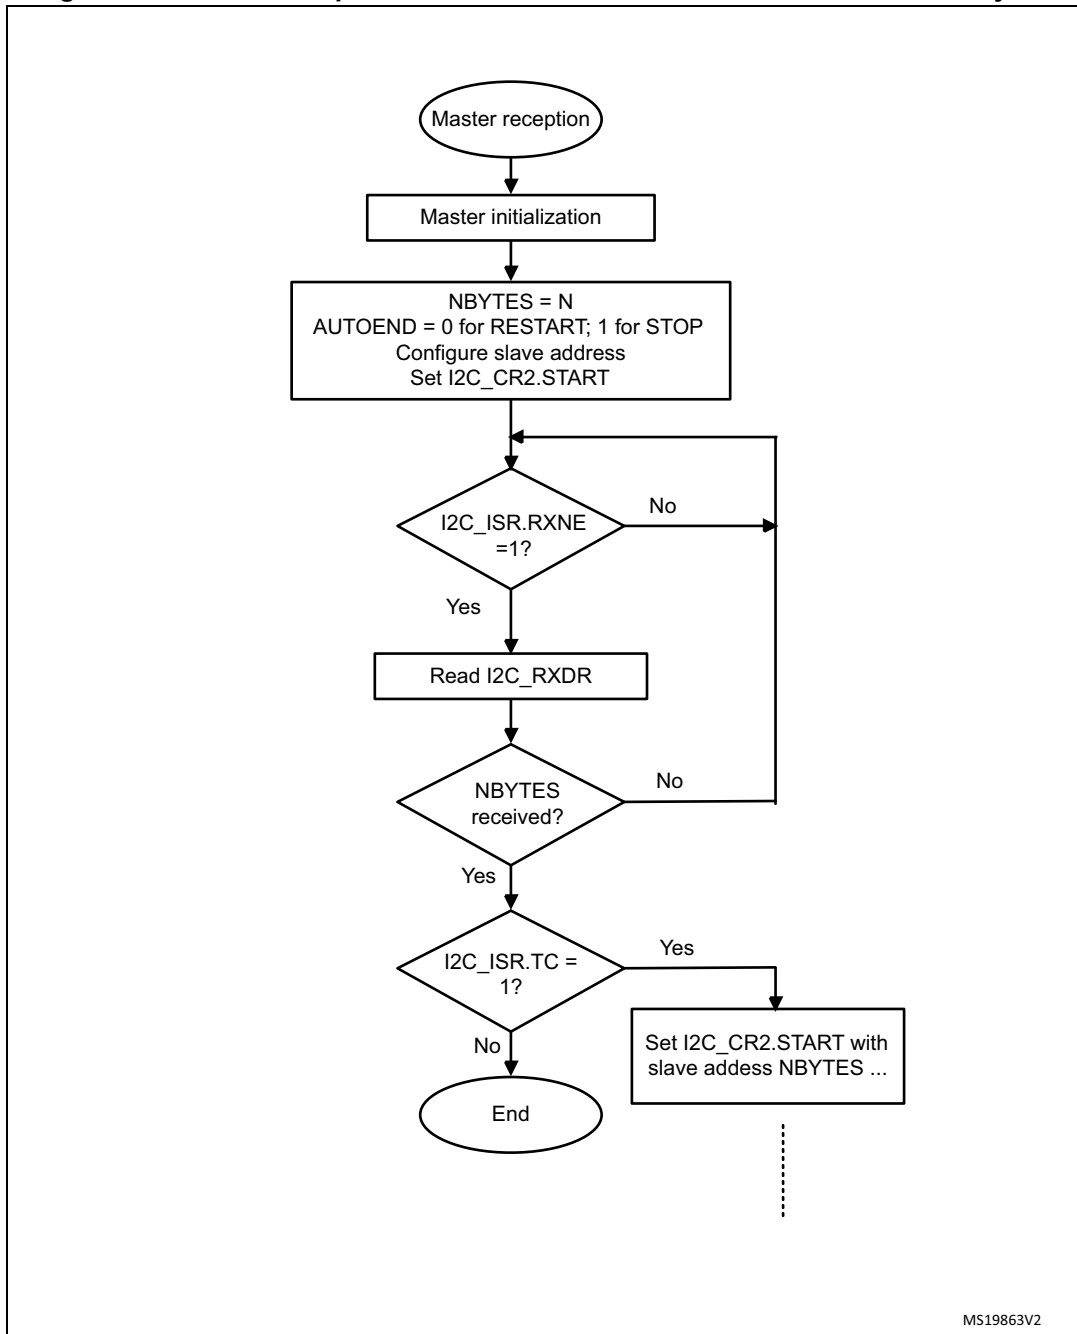 Master reception
Master initialization
NBYTES = N
AUTOEND = 0 for RESTART; 1 for STOP
Configure slave address
Set I2C_CR2.START
I2C_ISR.RXNE
=1?
No
Yes
Read I2C_RXDR
NBYTES
received?
No
Yes
I2C_ISR.TC =
1?
Yes
No
Set I2C_CR2.START with
slave addess NBYTES ...
End
MS19863V2